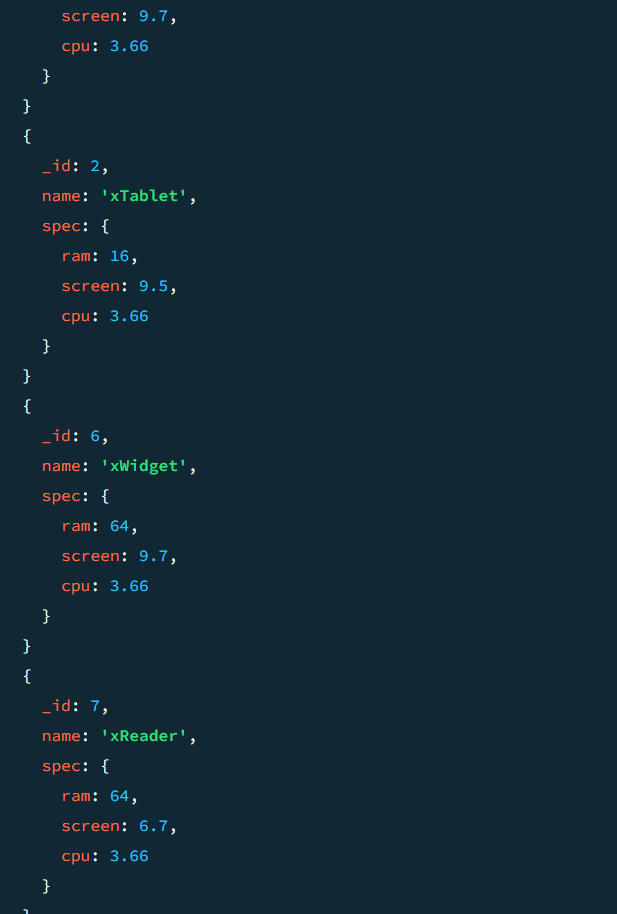 screen: 9.7,
cpu: 3.66
}
}
{
_id: 2,
name: 'xTablet',
spec: {
ram: 16,
screen: 9.5,
cpu: 3.66
}
}
{
_id: 6,
name: 'xWidget',
spec: {
ram: 64,
screen: 9.7,
cpu: 3.66
}
}
{
_id: 7,
name: 'xReader',
spec: {
ram: 64,
screen: 6.7,
cpu: 3.66
}
}